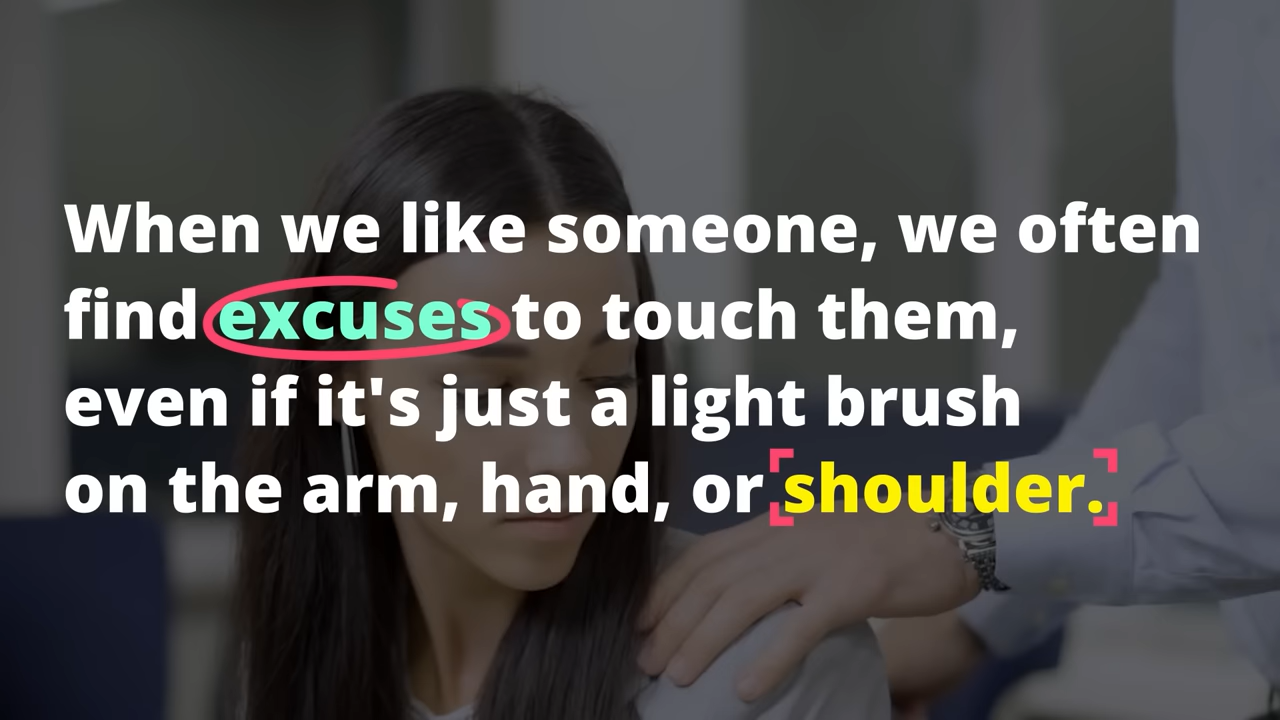 When we like someone, we often
find excuses to touch them,
even if it's just a light brush
on the arm, hand, or shoulder.